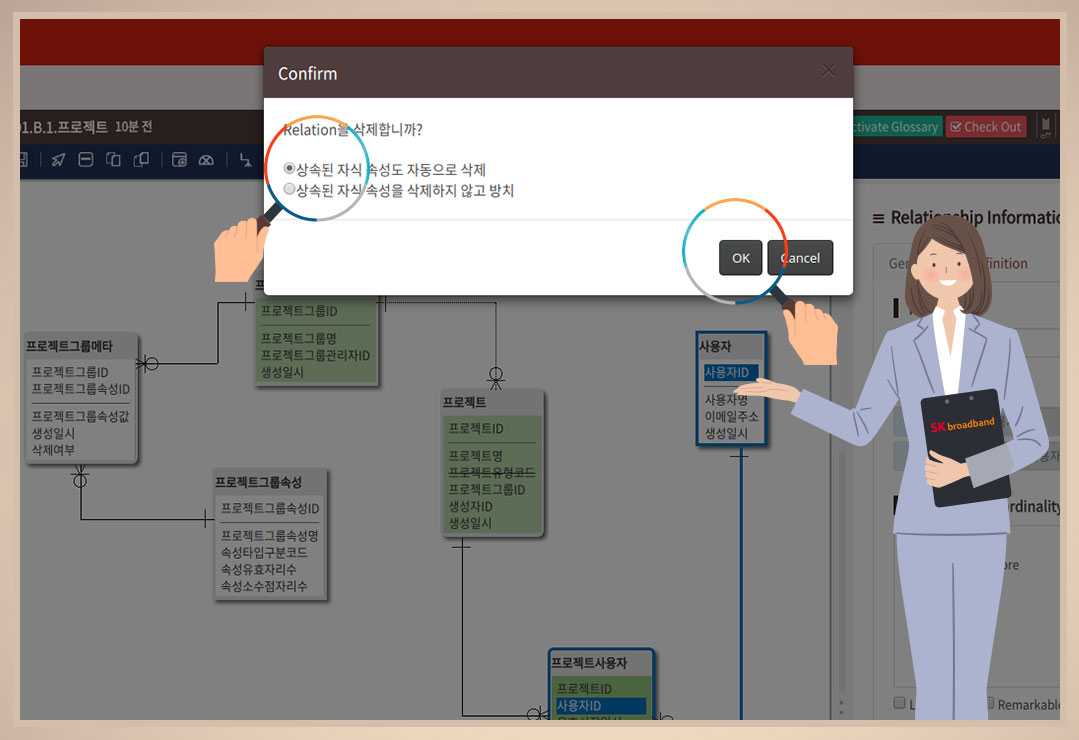 Confirm
Relation을 삭제합니까?
상속된 자식 속성도 자동으로 삭제
상속된 자식 속성을 삭제하지 않고 방치
OK
Cancel
1.B.1.프로젝트 10분 전
ctivate Glossary
Check Out
off
Relationship Informatio
Ge
finition
프로젝트그룹ID
프로젝트그룹명
프로젝트그룹관리자ID
생성일시
프로젝트그룹메타
프로젝트그룹ID
프로젝트그룹속성ID
프로젝트그룹속성값
생성일시
삭제여부
프로젝트그룹속성
프로젝트그룹속성ID
프로젝트그룹속성명
속성타입구분코드
속성유효자리수
속성소수점자리수
프로젝트
프로젝트ID
프로젝트명
프로젝트유형코드
프로젝트그룹ID
생성자ID
생성일시
사용자
사용자ID
사용자명
이메일주소
생성일시
SK broadband
rdinality
ore
프로젝트사용자
프로젝트ID
사용자ID
L
Remarkable